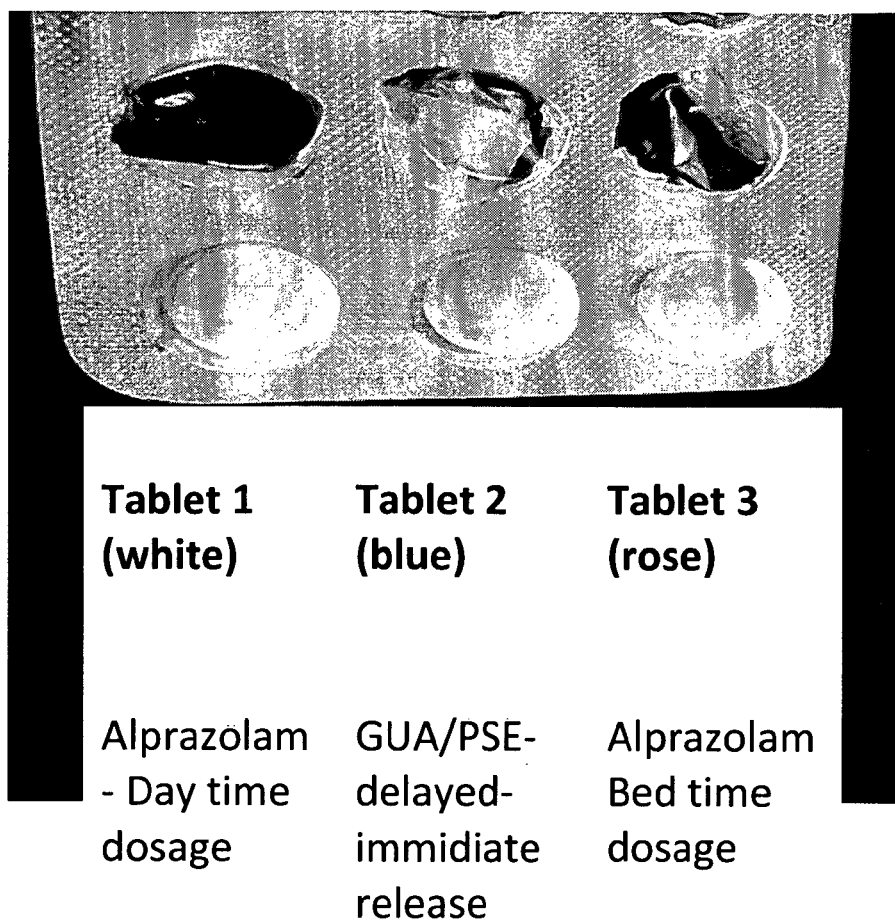 Tablet 1
(white)
Tablet 2
(blue)
Tablet 3
(rose)
Alprazolam
- Day time
dosage
GUA/PSE-
delayed-
immidiate
release
Alprazolam
Bed time
dosage